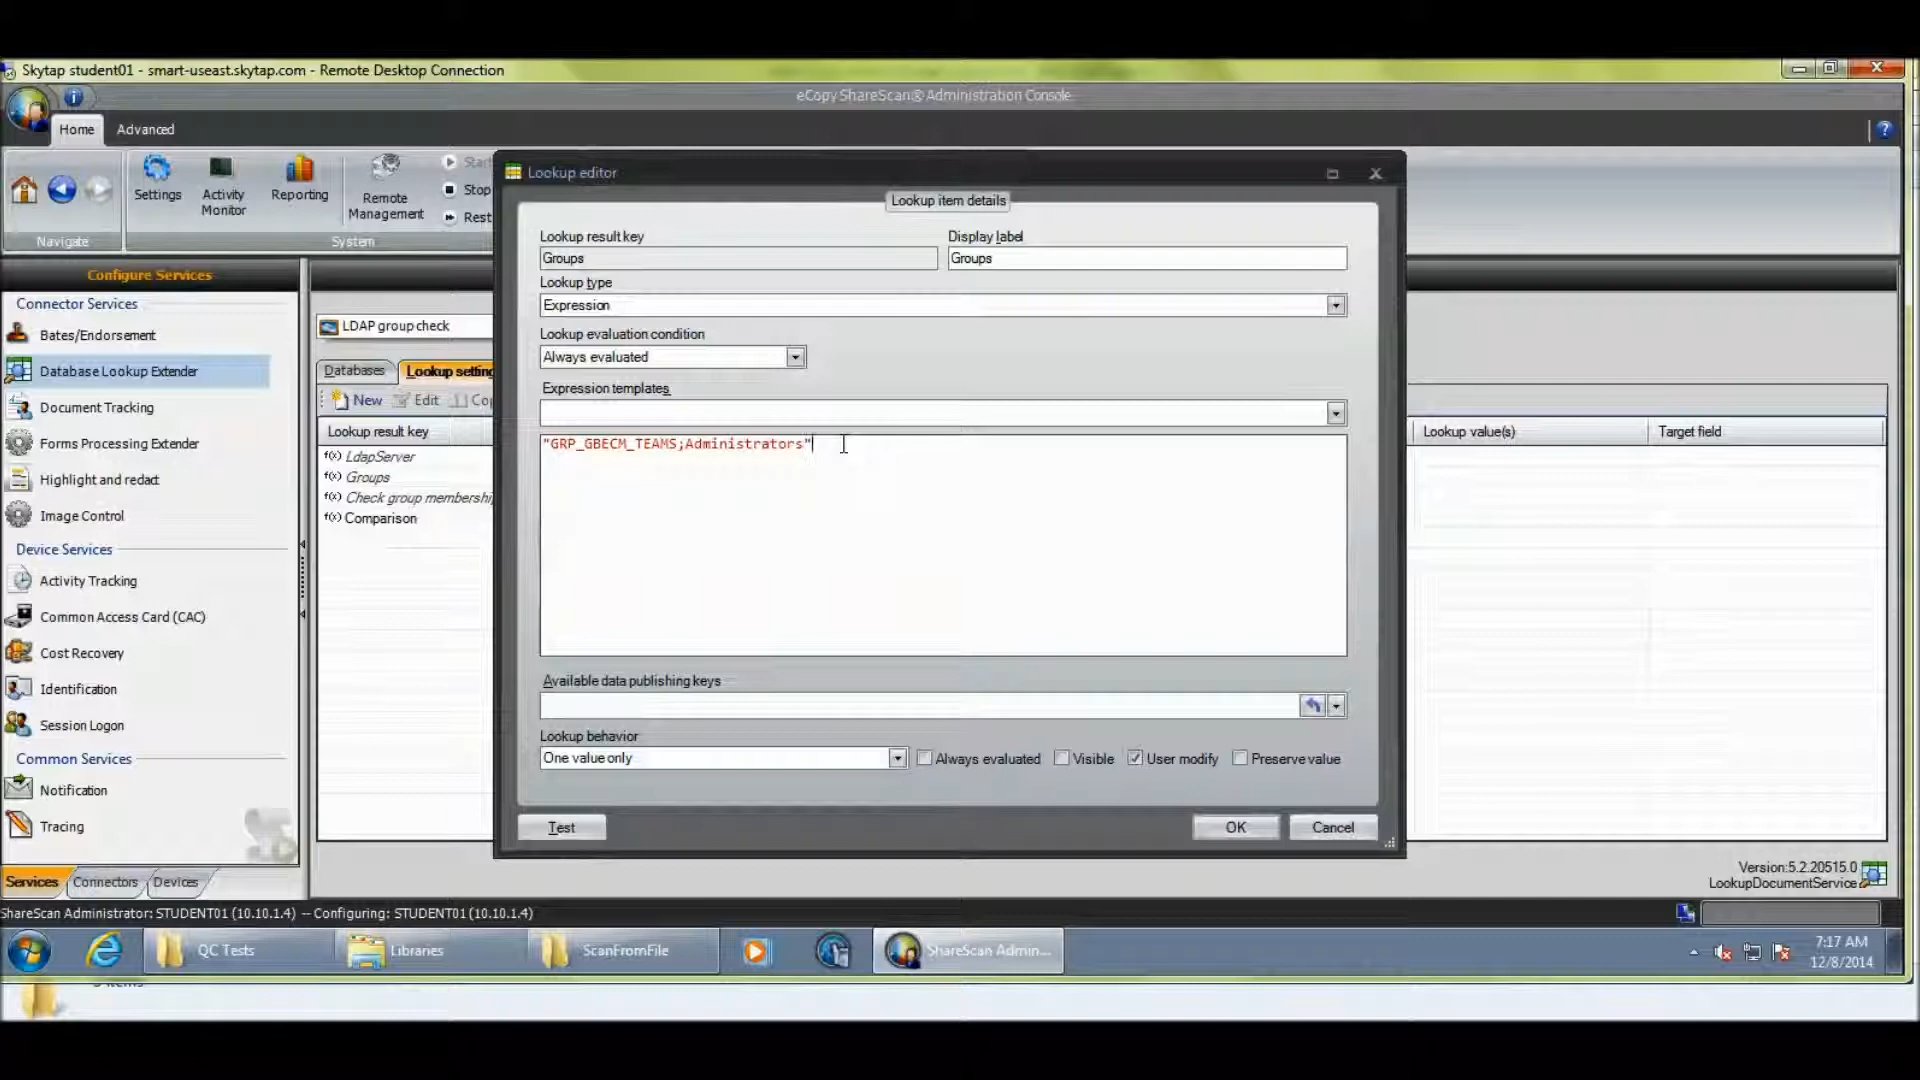 Skytap student01 - smart-useast.skytap.com - Remote Desktop Connection
eCopy ShareScan® Administration Console
Home
Advanced
Settings
Activity Monitor
Reporting
Remote Management
Start
Stop
Rest
Navigate
System
Configure Services
Connector Services
Bates/Endorsement
Database Lookup Extender
Document Tracking
Forms Processing Extender
Highlight and redact
Image Control
Device Services
Activity Tracking
Common Access Card (CAC)
Cost Recovery
Identification
Session Logon
Common Services
Notification
Tracing
Services
Connectors
Devices
LDAP group check
Databases
Lookup setting
New
Edit
Cop
Lookup result key
f(x) LdapServer
f(x) Groups
f(x) Check group membershi
f(x) Comparison
Lookup value(s)
Target field
Lookup editor
Lookup item details
Lookup result key
Display label
Groups
Groups
Lookup type
Expression
Lookup evaluation condition
Always evaluated
Expression templates
"GRP_GBECM_TEAMS;Administrators"
Available data publishing keys
Lookup behavior
One value only
Always evaluated
Visible
User modify
Preserve value
Test
OK
Cancel
Version:5.2.20515.0
LookupDocumentService
ShareScan Administrator: STUDENT01 (10.10.1.4) -- Configuring: STUDENT01 (10.10.1.4)
QC Tests
Libraries
ScanFromFile
ShareScan Admin...
7:17 AM
12/8/2014